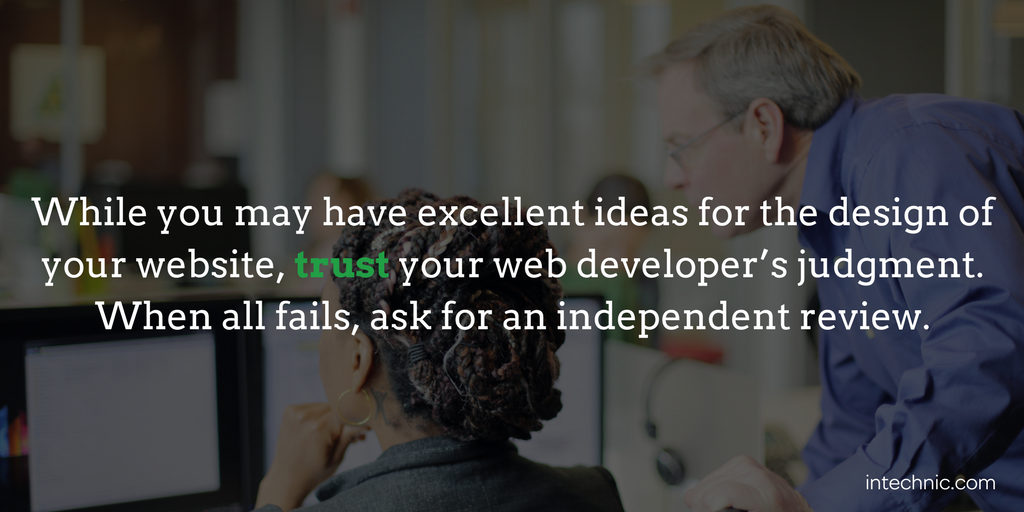 While you may have excellent ideas for the design of
your website, trust your web developer’s judgment.
When all fails, ask for an independent review.
intechnic.com